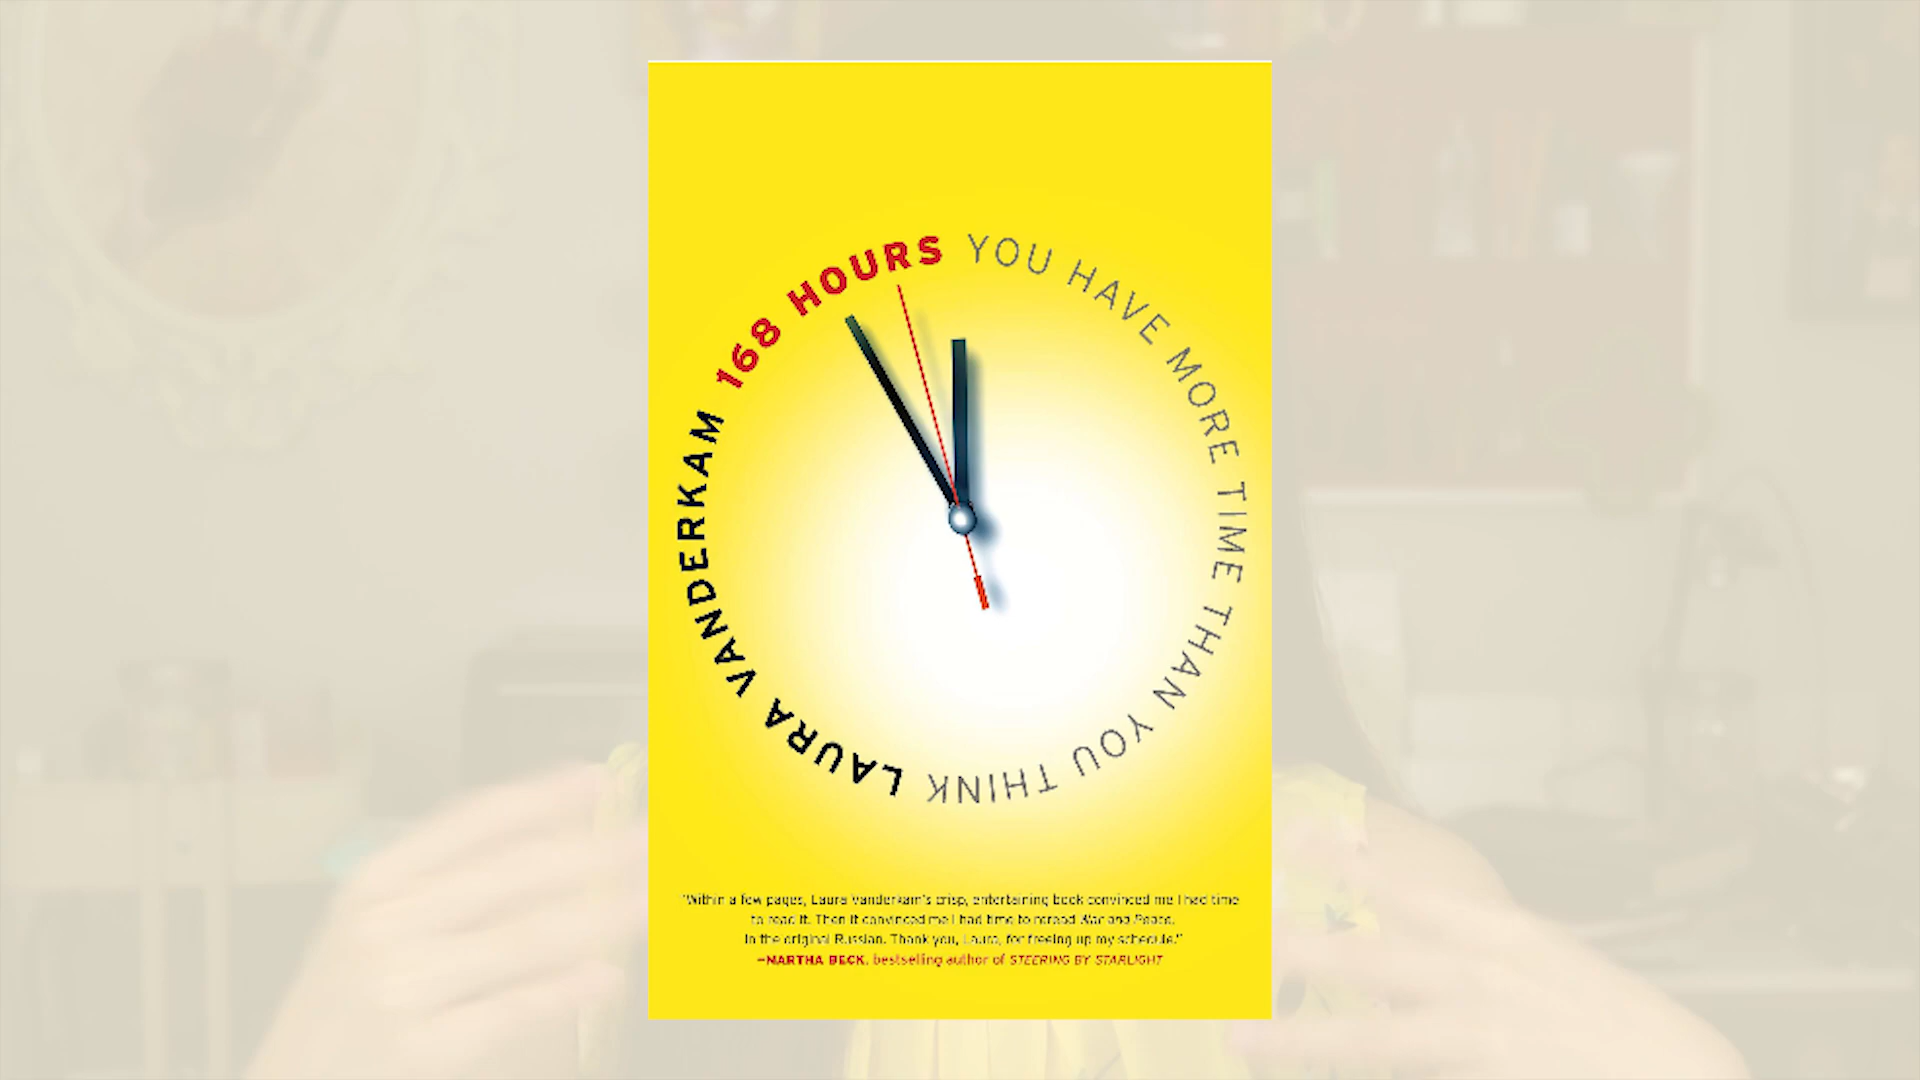 168 HOURS YOU HAVE MORE TIME THAN YOU THINK LAURA VANDERKAM
"Within a few pages, Laura Vanderkam's crisp, entertaining book convinced me I had time
to read it. Then it convinced me I had time to reread War and Peace.
In the original Russian. Thank you, Laura, for freeing up my schedule."
—MARTHA BECK, bestselling author of STEERING BY STARLIGHT